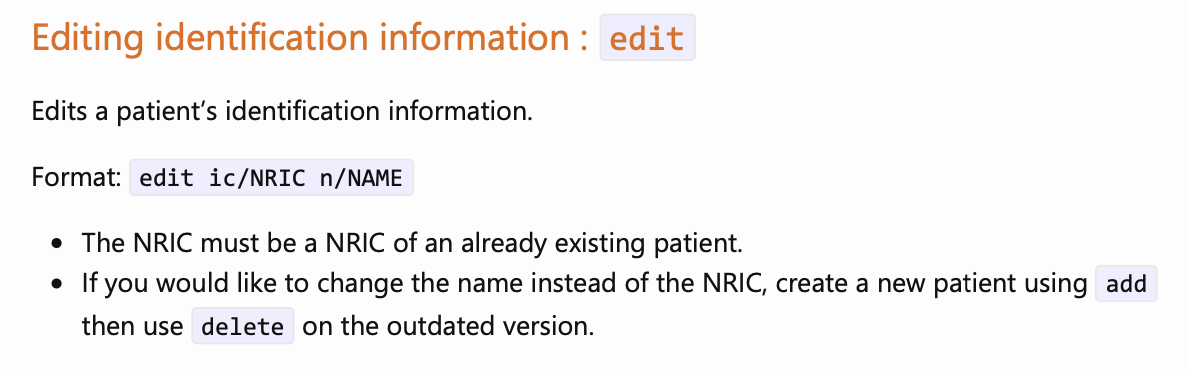 Editing identification information : edit
Edits a patient‘s identification information.
Format: edit ic/NRIC n/NAME
• The NRIC must be a NRIC of an already existing patient.
• If you would like to change the name instead of the NRIC, create a new patient using add
then use delete on the outdated version.